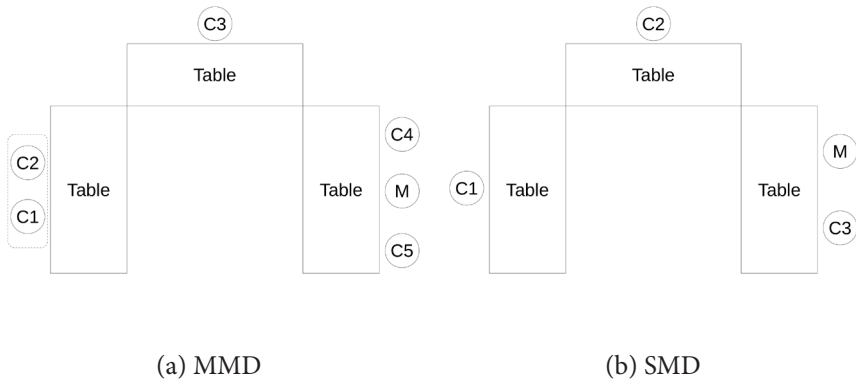 C3
Table
C4
C2
Table
Table
M
C1
C5
(a) MMD
C2
Table
M
C1
Table
Table
C3
(b) SMD